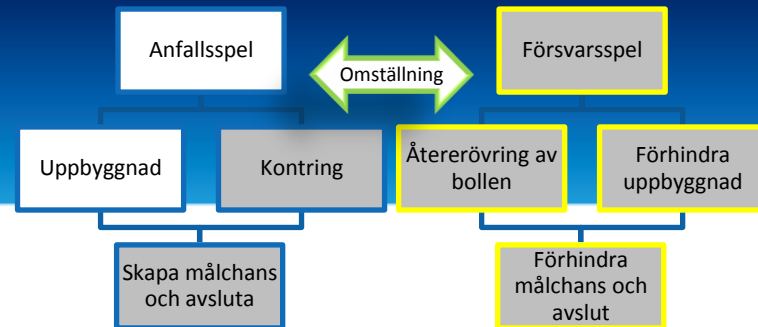 Anfallsspel
Omställning
Försvarsspel
Uppbyggnad
Kontring
Återerövring av
bollen
Förhindra
uppbyggnad
Skapa målchans
och avsluta
Förhindra
målchans och
avslut